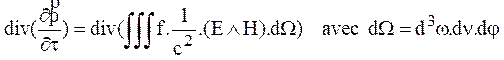 div(∂p^ρ/∂τ) = div(∭f.1/c².(E∧H).dΩ) avec dΩ = d³ω.dv.dφ